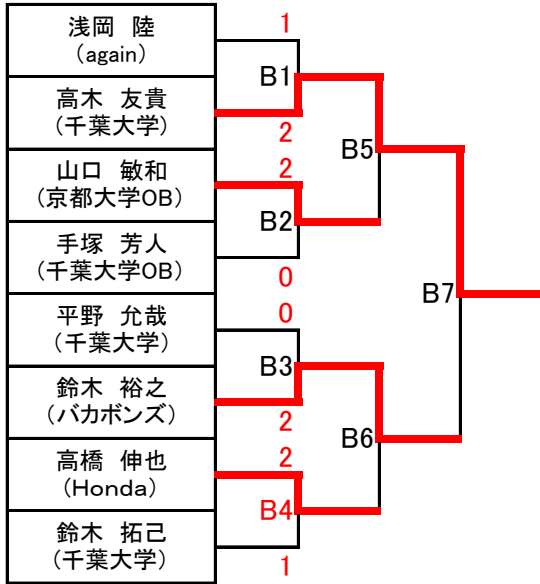 浅岡　陸
（again）
1
B1
高木　友貴
（千葉大学）
2
B5
山口　敏和
（京都大学OB）
2
B2
手塚　芳人
（千葉大学OB）
0
B7
平野　允哉
（千葉大学）
0
B3
鈴木　裕之
（バカボンズ）
2
B6
高橋　伸也
（Honda）
2
B4
鈴木　拓己
（千葉大学）
1